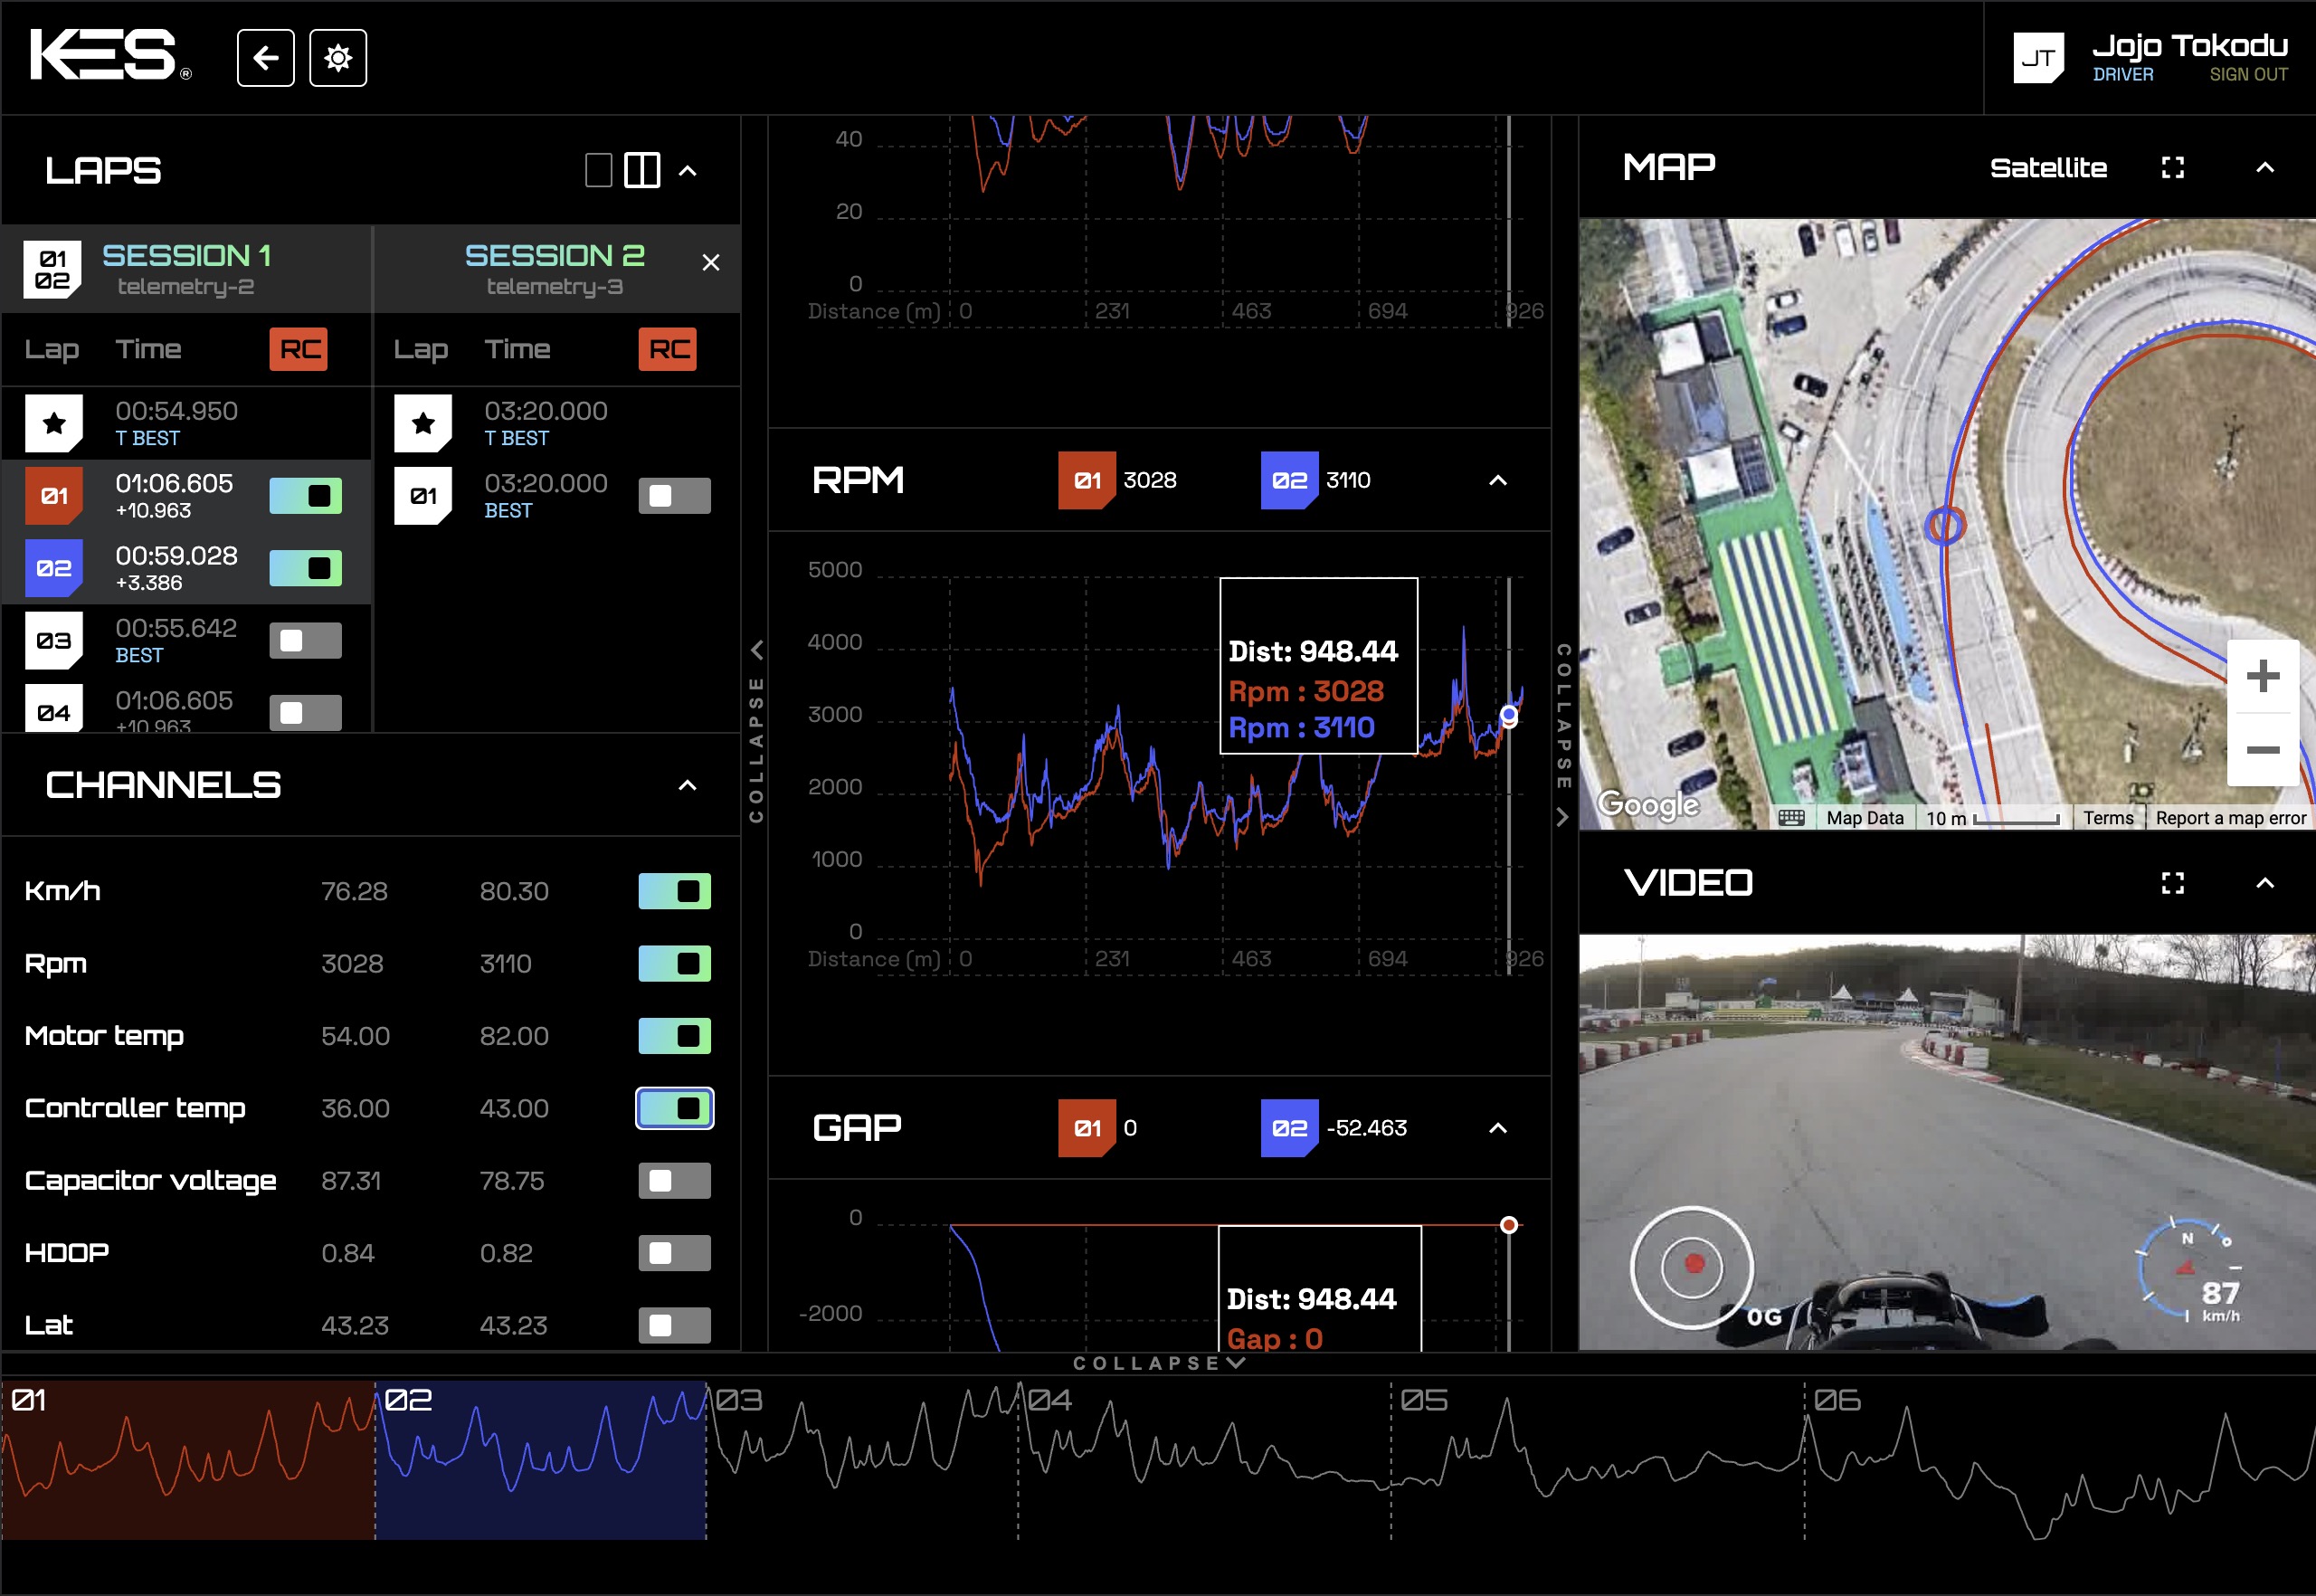 KES®
JT
Jojo Tokodu
DRIVER SIGN OUT
LAPS
01
02
SESSION 1
telemetry-2
SESSION 2
telemetry-3
Lap Time RC
Lap Time RC
00:54.950
T BEST
03:20.000
T BEST
01
01:06.605
+10.963
01
03:20.000
BEST
02
00:59.028
+3.386
03
00:55.642
BEST
04
01:06.605
+10.963
CHANNELS
Km/h 76.28 80.30
Rpm 3028 3110
Motor temp 54.00 82.00
Controller temp 36.00 43.00
Capacitor voltage 87.31 78.75
HDOP 0.84 0.82
Lat 43.23 43.23
COLLAPSE
40
20
0
Distance (m) 0 231 463 694 926
RPM 01 3028 02 3110
5000
4000
3000
2000
1000
0
Dist: 948.44
Rpm : 3028
Rpm : 3110
Distance (m) 0 231 463 694 926
GAP 01 0 02 -52.463
0
-2000
Dist: 948.44
Gap : 0
COLLAPSE
MAP Satellite
Google
Map Data 10 m Terms Report a map error
VIDEO
0G
N
87
km/h
COLLAPSE
01 02 03 04 05 06